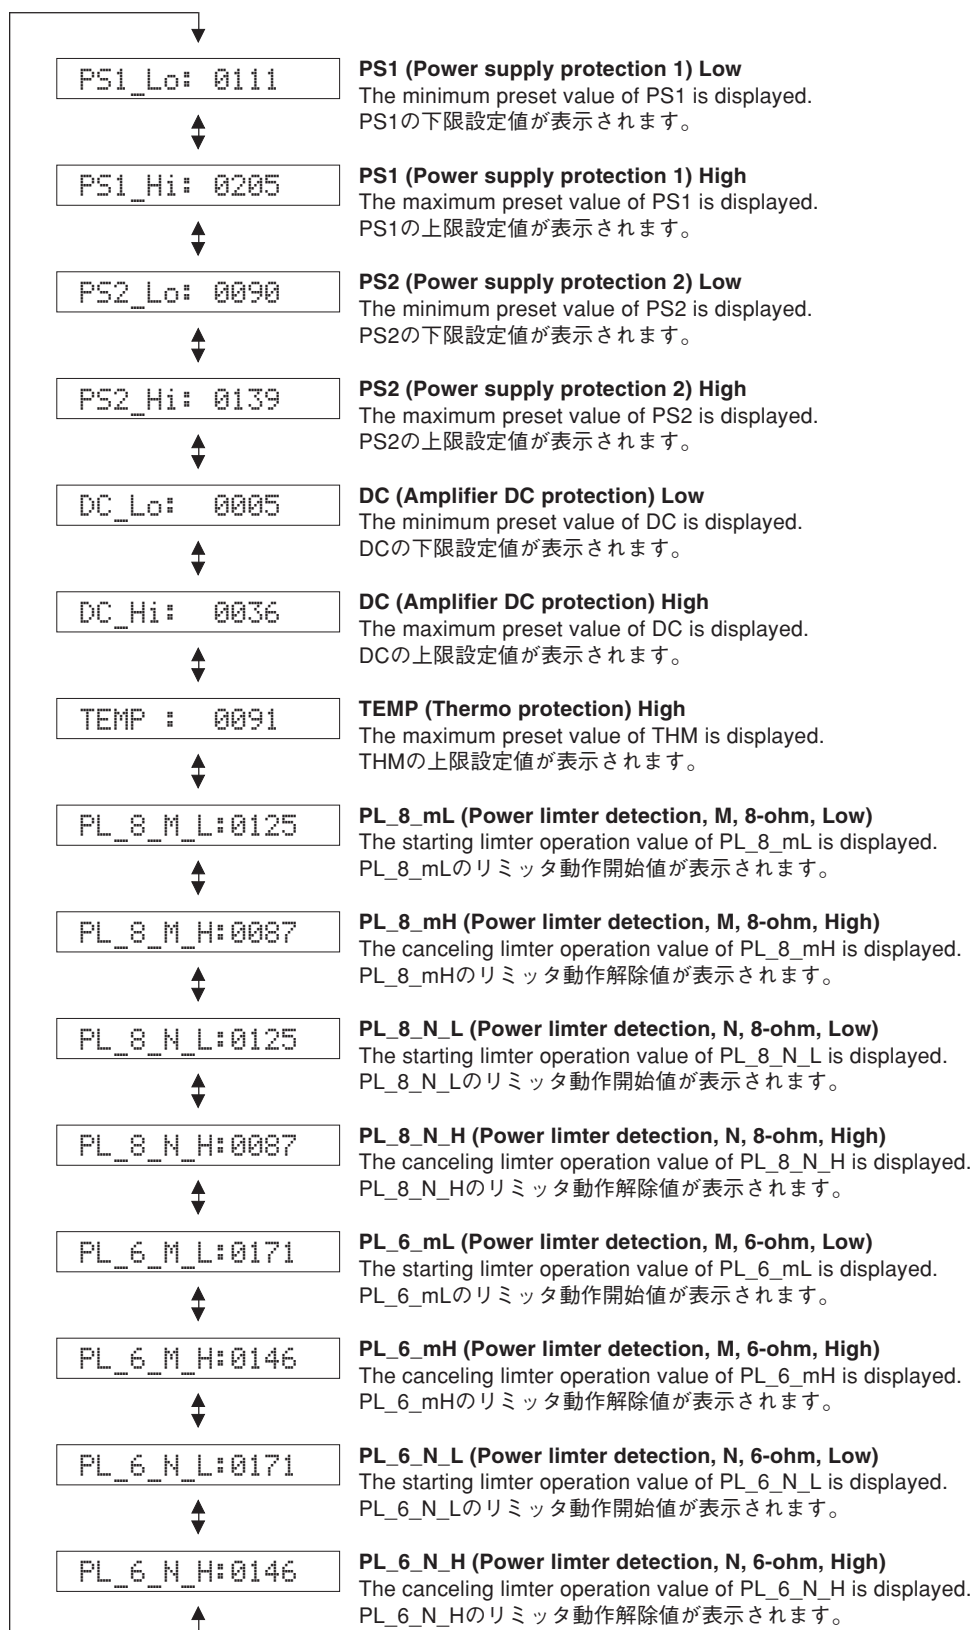 PS1_Lo: 0111
PS1 (Power supply protection 1) Low
The minimum preset value of PS1 is displayed.
PS1の下限設定値が表示されます。
PS1_Hi: 0205
PS1 (Power supply protection 1) High
The maximum preset value of PS1 is displayed.
PS1の上限設定値が表示されます。
PS2_Lo: 0090
PS2 (Power supply protection 2) Low
The minimum preset value of PS2 is displayed.
PS2の下限設定値が表示されます。
PS2_Hi: 0139
PS2 (Power supply protection 2) High
The maximum preset value of PS2 is displayed.
PS2の上限設定値が表示されます。
DC_Lo: 0005
DC (Amplifier DC protection) Low
The minimum preset value of DC is displayed.
DCの下限設定値が表示されます。
DC_Hi: 0036
DC (Amplifier DC protection) High
The maximum preset value of DC is displayed.
DCの上限設定値が表示されます。
TEMP : 0091
TEMP (Thermo protection) High
The maximum preset value of THM is displayed.
THMの上限設定値が表示されます。
PL_8_M_L:0125
PL_8_mL (Power limter detection, M, 8-ohm, Low)
The starting limter operation value of PL_8_mL is displayed.
PL_8_mLのリミッタ動作開始値が表示されます。
PL_8_M_H:0087
PL_8_mH (Power limter detection, M, 8-ohm, High)
The canceling limter operation value of PL_8_mH is displayed.
PL_8_mHのリミッタ動作解除値が表示されます。
PL_8_N_L:0125
PL_8_N_L (Power limter detection, N, 8-ohm, Low)
The starting limter operation value of PL_8_N_L is displayed.
PL_8_N_Lのリミッタ動作開始値が表示されます。
PL_8_N_H:0087
PL_8_N_H (Power limter detection, N, 8-ohm, High)
The canceling limter operation value of PL_8_N_H is displayed.
PL_8_N_Hのリミッタ動作解除値が表示されます。
PL_6_M_L:0171
PL_6_mL (Power limter detection, M, 6-ohm, Low)
The starting limter operation value of PL_6_mL is displayed.
PL_6_mLのリミッタ動作開始値が表示されます。
PL_6_M_H:0146
PL_6_mH (Power limter detection, M, 6-ohm, High)
The canceling limter operation value of PL_6_mH is displayed.
PL_6_mHのリミッタ動作解除値が表示されます。
PL_6_N_L:0171
PL_6_N_L (Power limter detection, N, 6-ohm, Low)
The starting limter operation value of PL_6_N_L is displayed.
PL_6_N_Lのリミッタ動作開始値が表示されます。
PL_6_N_H:0146
PL_6_N_H (Power limter detection, N, 6-ohm, High)
The canceling limter operation value of PL_6_N_H is displayed.
PL_6_N_Hのリミッタ動作解除値が表示されます。